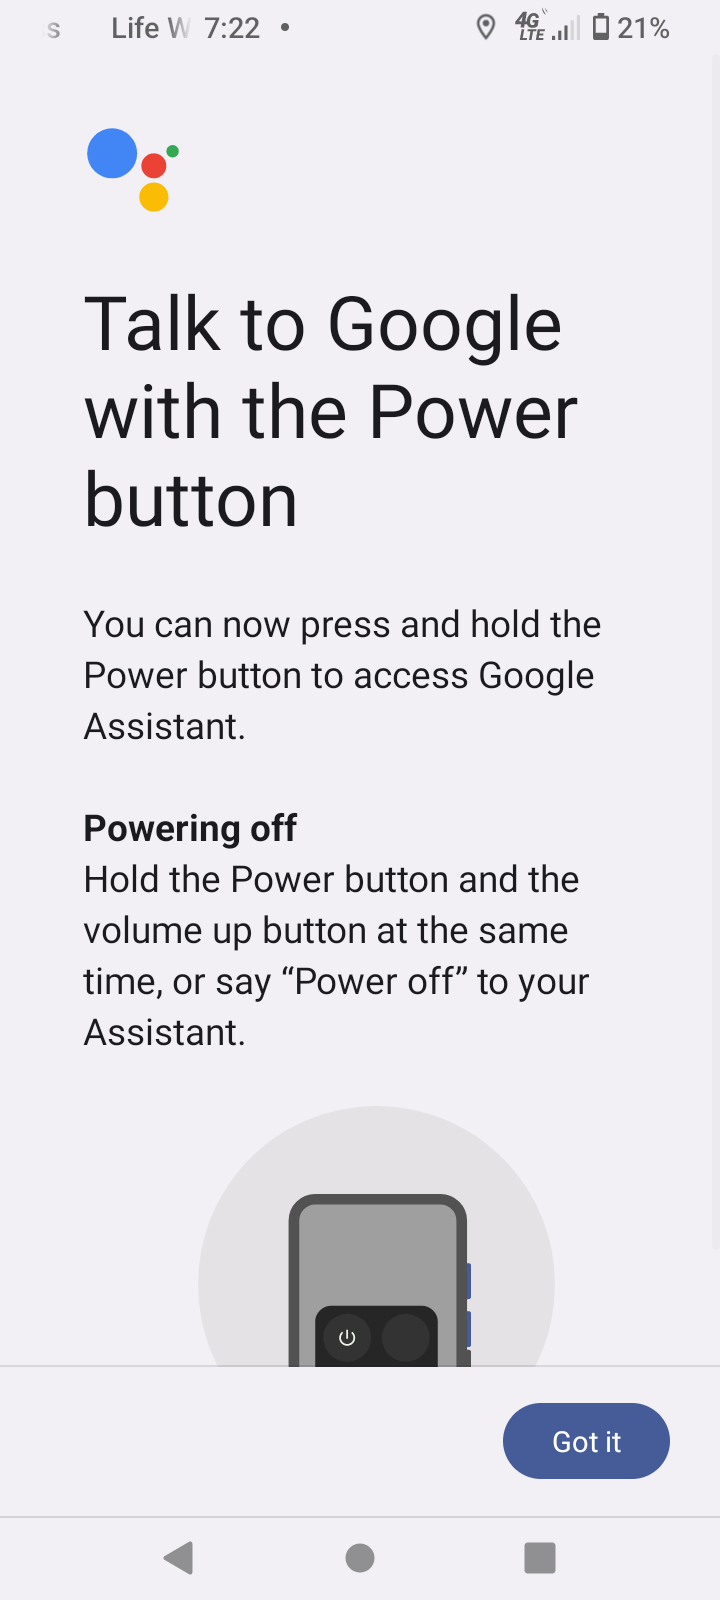 Life 7:22 4G LTE 21%
Talk to Google
with the Power
button
You can now press and hold the
Power button to access Google
Assistant.
Powering off
Hold the Power button and the
volume up button at the same
time, or say “Power off” to your
Assistant.
Got it